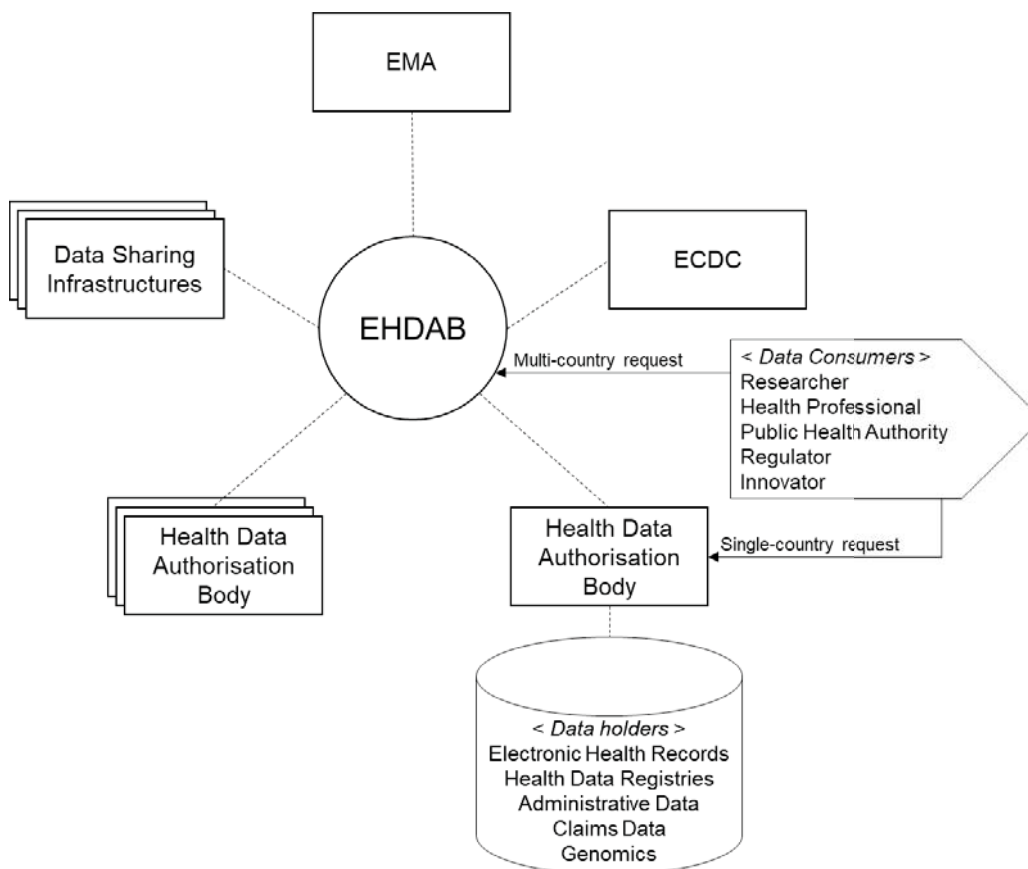 EMA
Data Sharing
Infrastructures
ECDC
EHDAB
Multi-country request
< Data Consumers >
Researcher
Health Professional
Public Health Authority
Regulator
Innovator
Health Data
Authorisation
Body
Health Data
Authorisation
Body
Single-country request
< Data holders >
Electronic Health Records
Health Data Registries
Administrative Data
Claims Data
Genomics